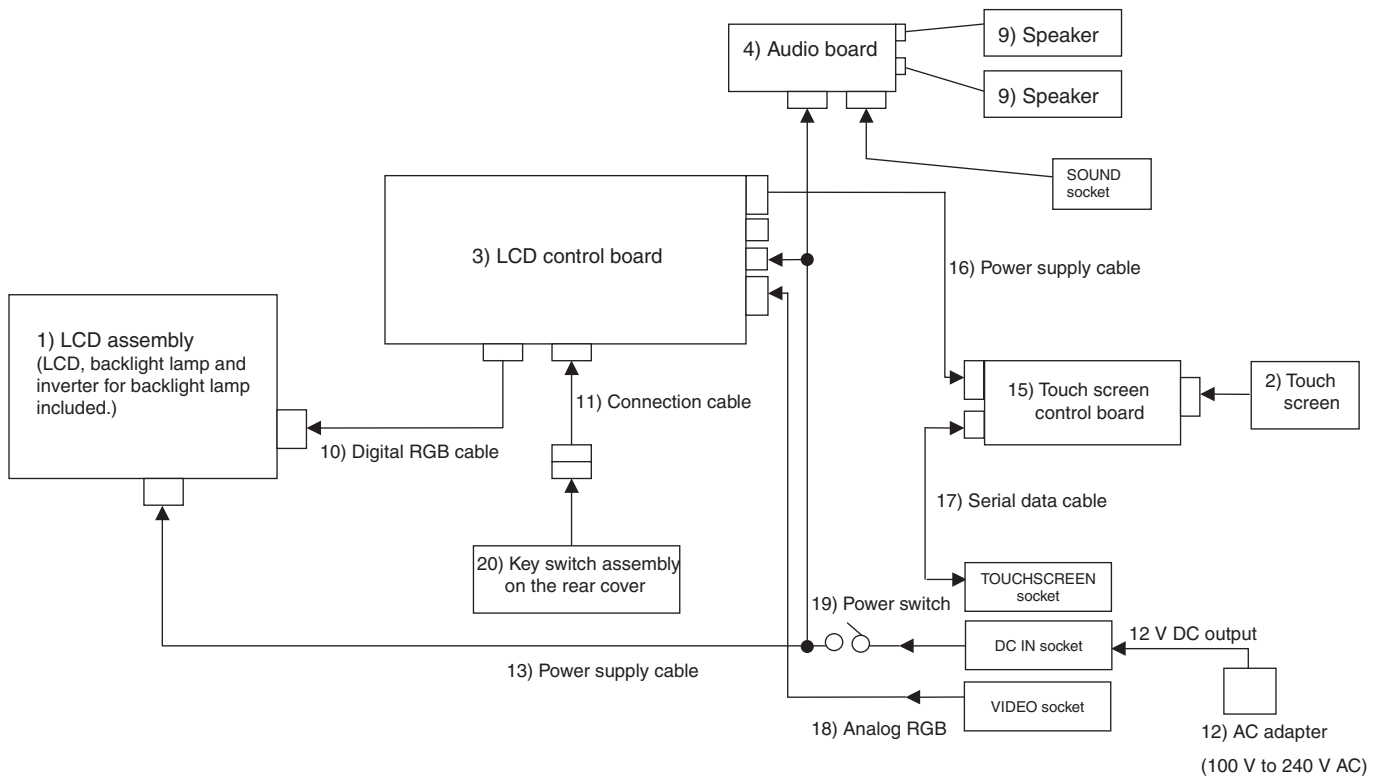 4) Audio board
9) Speaker
9) Speaker
SOUND
socket
3) LCD control board
16) Power supply cable
1) LCD assembly
(LCD, backlight lamp and
inverter for backlight lamp
included.)
11) Connection cable
10) Digital RGB cable
15) Touch screen
control board
2) Touch
screen
17) Serial data cable
20) Key switch assembly
on the rear cover
TOUCHSCREEN
socket
19) Power switch
DC IN socket
12 V DC output
13) Power supply cable
VIDEO socket
18) Analog RGB
12) AC adapter
(100 V to 240 V AC)